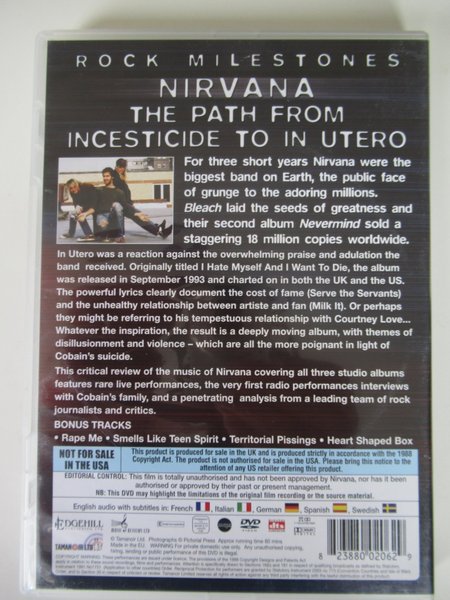 ROCK MILESTONES
NIRVANA
THE PATH FROM
INCESTICIDE TO IN UTERO
For three short years Nirvana were the
biggest band on Earth, the public face
of grunge to the adoring millions.
Bleach laid the seeds of greatness and
their second album Nevermind sold a
staggering 18 million copies worldwide.
In Utero was a reaction against the overwhelming praise and adulation the
band received. Originally titled I Hate Myself And I Want To Die, the album
was released in September 1993 and charted on in both the UK and the US.
The powerful lyrics clearly document the cost of fame (Serve the Servants)
and the unhealthy relationship between artiste and fan (Milk It). Or perhaps
they might be referring to his tempestuous relationship with Courtney Love...
Whatever the inspiration, the result is a deeply moving album, with themes of
disillusionment and violence – which are all the more poignant in light of
Cobain's suicide.
This critical review of the music of Nirvana covering all three studio albums
features rare live performances, the very first radio performances interviews
with Cobain's family, and a penetrating analysis from a leading team of rock
journalists and critics.
BONUS TRACKS
• Rape Me • Smells Like Teen Spirit • Territorial Pissings • Heart Shaped Box
NOT FOR SALE
IN THE USA
This product is produced for sale in the UK and is produced strictly in accordance with the 1988
Copyright Act. The product is not authorised for sale in the USA. Please bring this notice to the
attention of any US retailer offering this product.
EDITORIAL CONTROL: This film is totally unauthorised and has not been approved by Nirvana, nor has it been
authorised or approved by their past or present management.
NB: This DVD may highlight the limitations of the original film recording or the source material.
English audio with subtitles in: French Italian German Spanish Swedish
EDGEHILL
DVD
dts
TAMAROR LTD
8 23880 02062 9